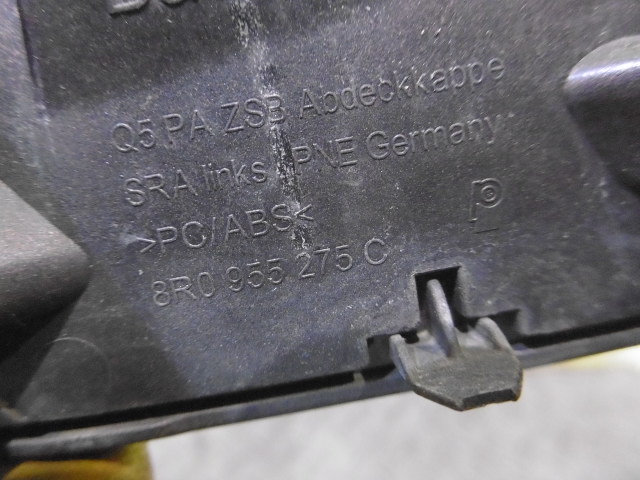 Q5 PA ZSB Abdeckkappe
SRA links PNE Germany
>PC/ABS<
8R0 955 275 C